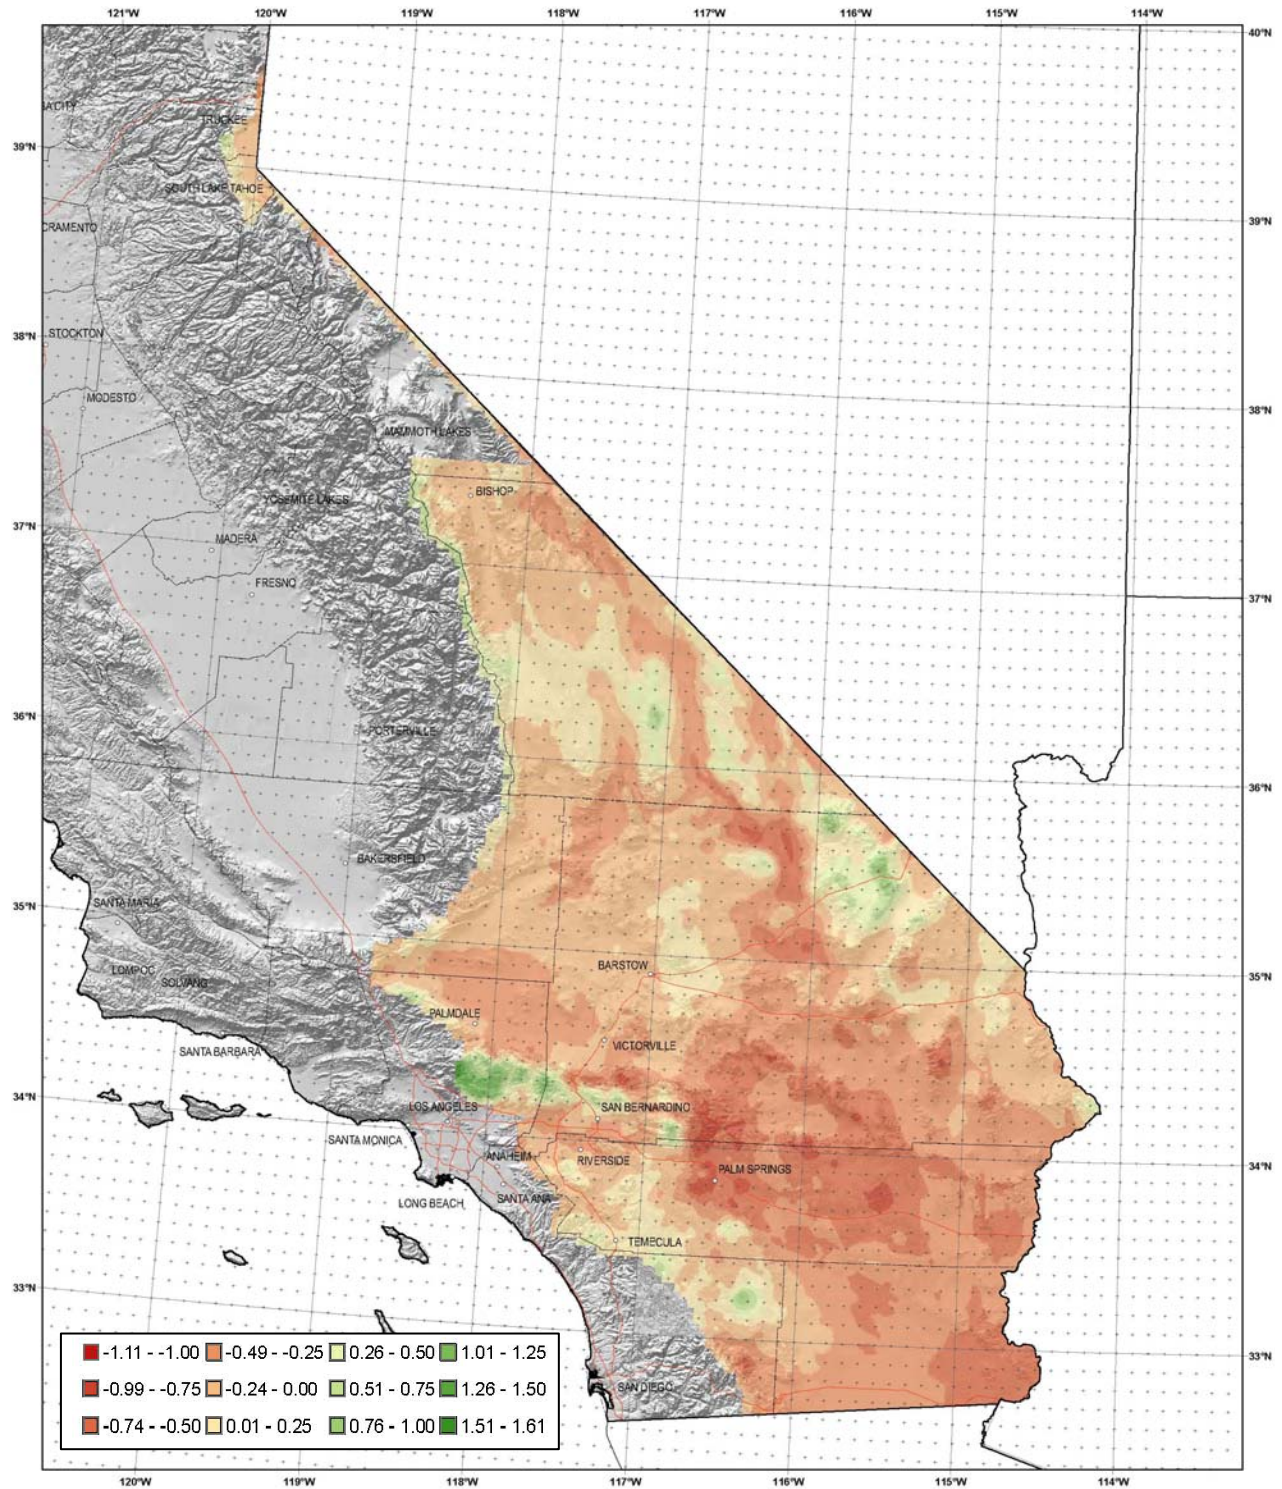 121°W 120°W 119°W 118°W 117°W 116°W 115°W 114°W
40°N
TRUCKEE
39°N
SOUTH LAKE TAHOE
39°N
38°N
STOCKTON
MODESTO
38°N
MAMMOTH LAKES
BISHOP
YOSEMITE LAKES
37°N
MADERA
FRESNO
37°N
36°N
PORTERVILLE
36°N
BAKERSFIELD
35°N
SANTA MARIA
LOMPOC
SOLVANG
BARSTOW
35°N
PALMDALE
SANTA BARBARA
VICTORVILLE
34°N
LOS ANGELES
SAN BERNARDINO
SANTA MONICA
ANAHEIM
RIVERSIDE
PALM SPRINGS
34°N
LONG BEACH
SANTA ANA
TEMECULA
33°N
33°N
SAN DIEGO
-1.11 - -1.00 -0.49 - -0.25 0.26 - 0.50 1.01 - 1.25
-0.99 - -0.75 -0.24 - 0.00 0.51 - 0.75 1.26 - 1.50
-0.74 - -0.50 0.01 - 0.25 0.76 - 1.00 1.51 - 1.61
120°W 119°W 118°W 117°W 116°W 115°W 114°W